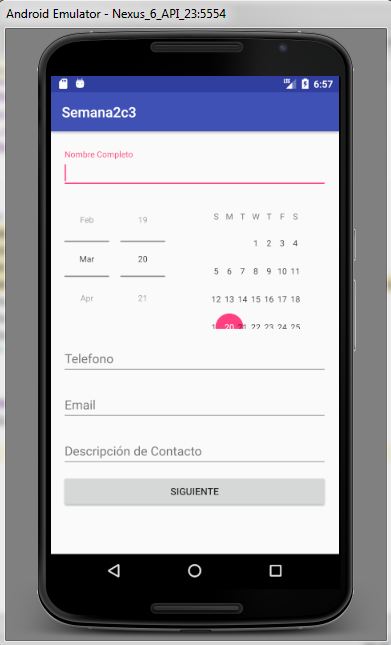 Android Emulator - Nexus_6_API_23:5554
6:57
Semana2c3
Nombre Completo
Feb 19
Mar 20
Apr 21
S M T W T F S
1 2 3 4
5 6 7 8 9 10 11
12 13 14 15 16 17 18
20 21 22 23 24 25
Telefono
Email
Descripción de Contacto
SIGUIENTE